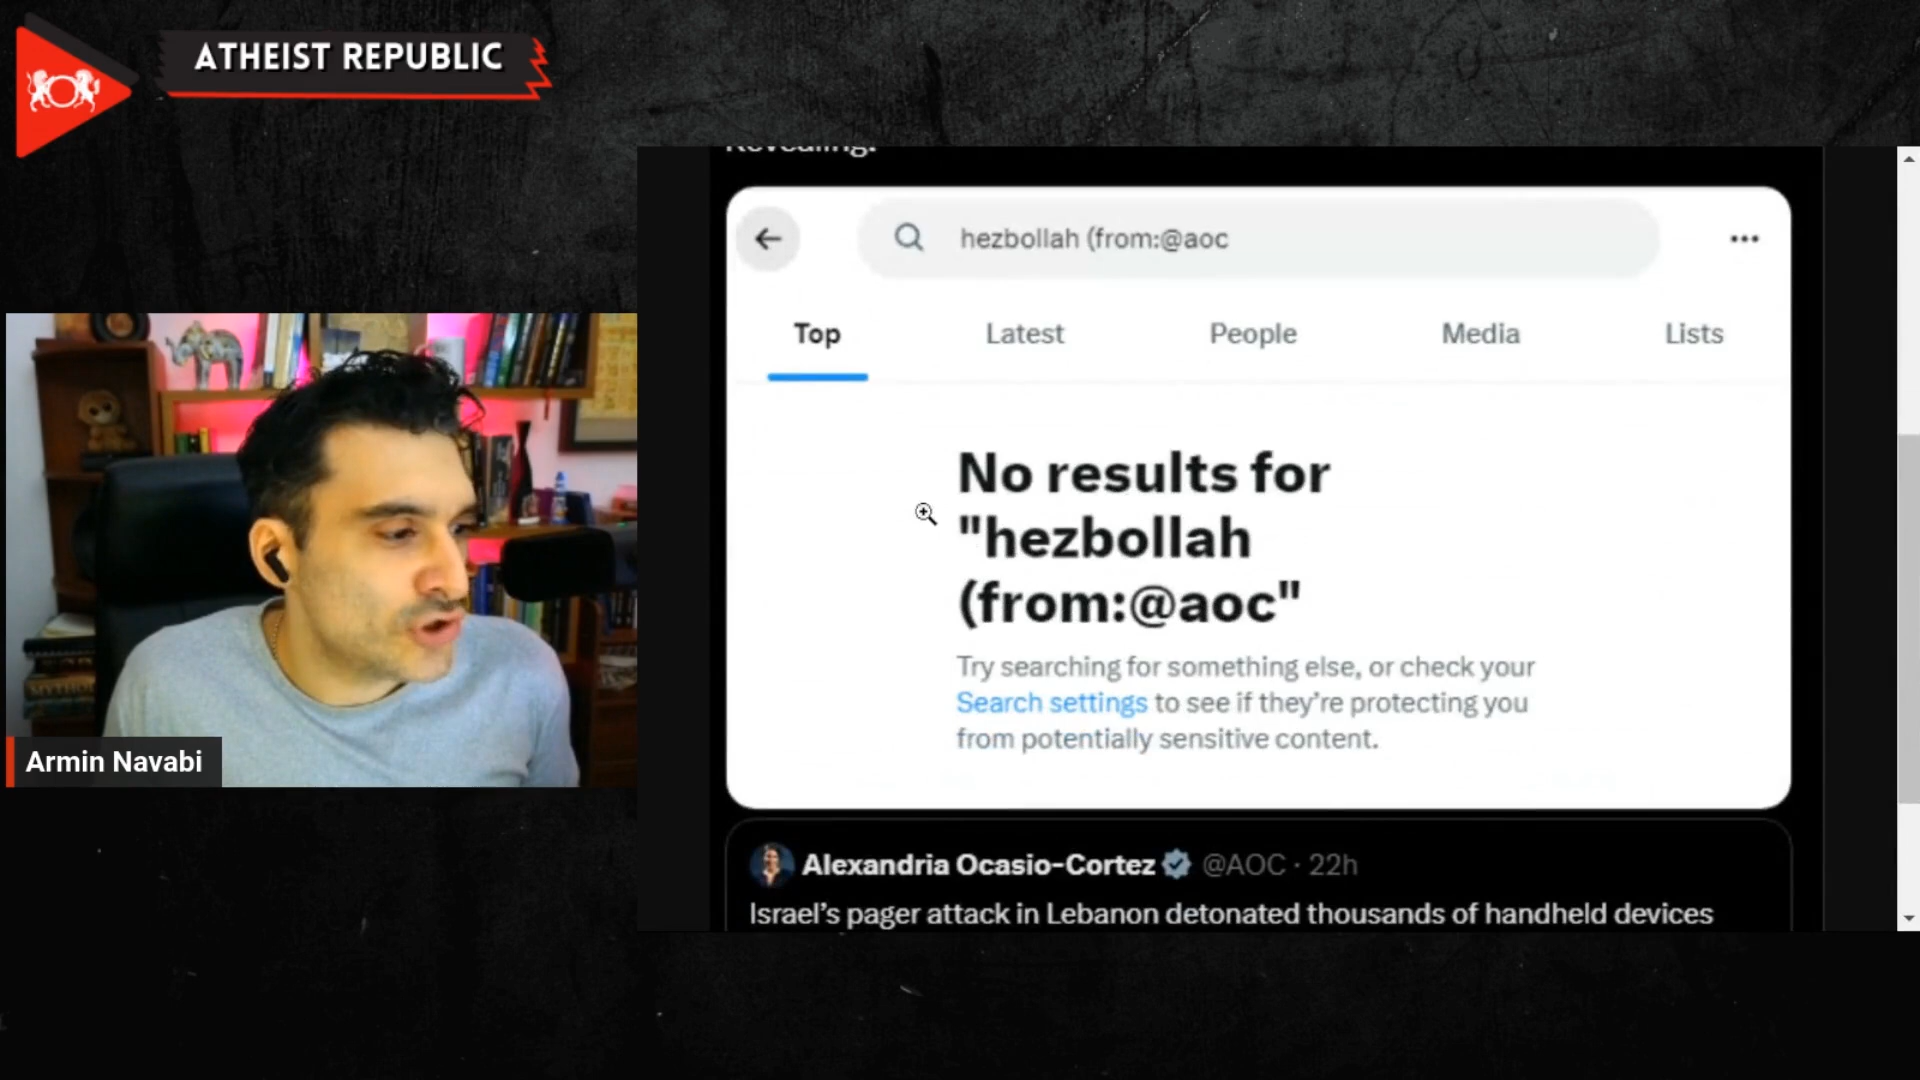 ATHEIST REPUBLIC
Revealing.
hezbollah (from:@aoc
Top Latest People Media Lists
No results for
"hezbollah
(from:@aoc"
Try searching for something else, or check your
Search settings to see if they’re protecting you
from potentially sensitive content.
Alexandria Ocasio-Cortez @AOC · 22h
Israel’s pager attack in Lebanon detonated thousands of handheld devices
Armin Navabi